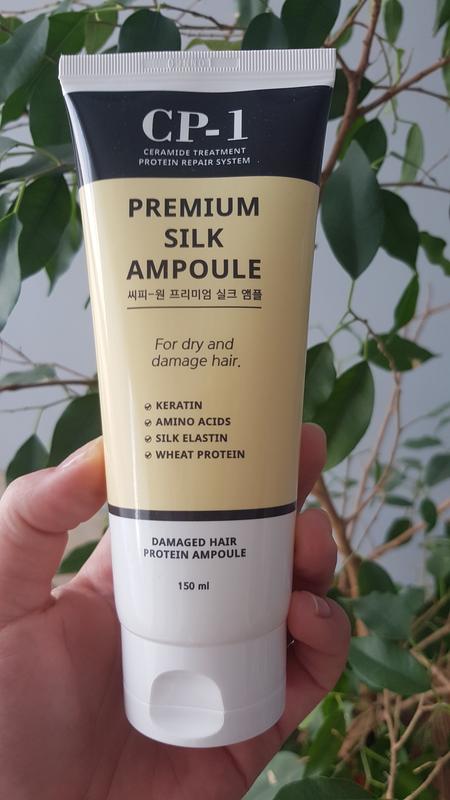 CP-1
CERAMIDE TREATMENT
PROTEIN REPAIR SYSTEM
PREMIUM
SILK
AMPOULE
씨피-원 프리미엄 실크 앰플
For dry and
damage hair.
KERATIN
AMINO ACIDS
SILK ELASTIN
WHEAT PROTEIN
DAMAGED HAIR
PROTEIN AMPOULE
150 ml